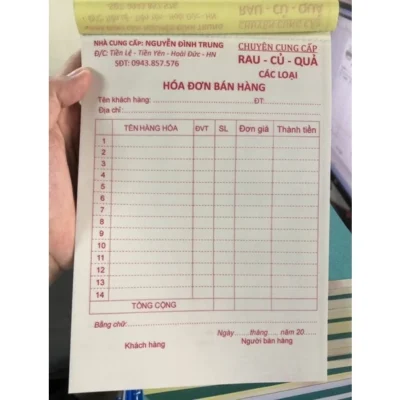 NHÀ CUNG CẤP: NGUYỄN ĐÌNH TRUNG
Đ/C: Tiền Lệ - Tiền Yên - Hoài Đức - HN
SĐT: 0943.857.576
CHUYÊN CUNG CẤP
RAU - CỦ - QUẢ
CÁC LOẠI
HÓA ĐƠN BÁN HÀNG
Tên khách hàng: ĐT:
Địa chỉ:
TÊN HÀNG HÓA ĐVT SL Đơn giá Thành tiền
1
2
3
4
5
6
7
8
9
10
11
12
13
14
TỔNG CỘNG
Bằng chữ:
Ngày...... tháng...... năm 20......
Khách hàng Người bán hàng